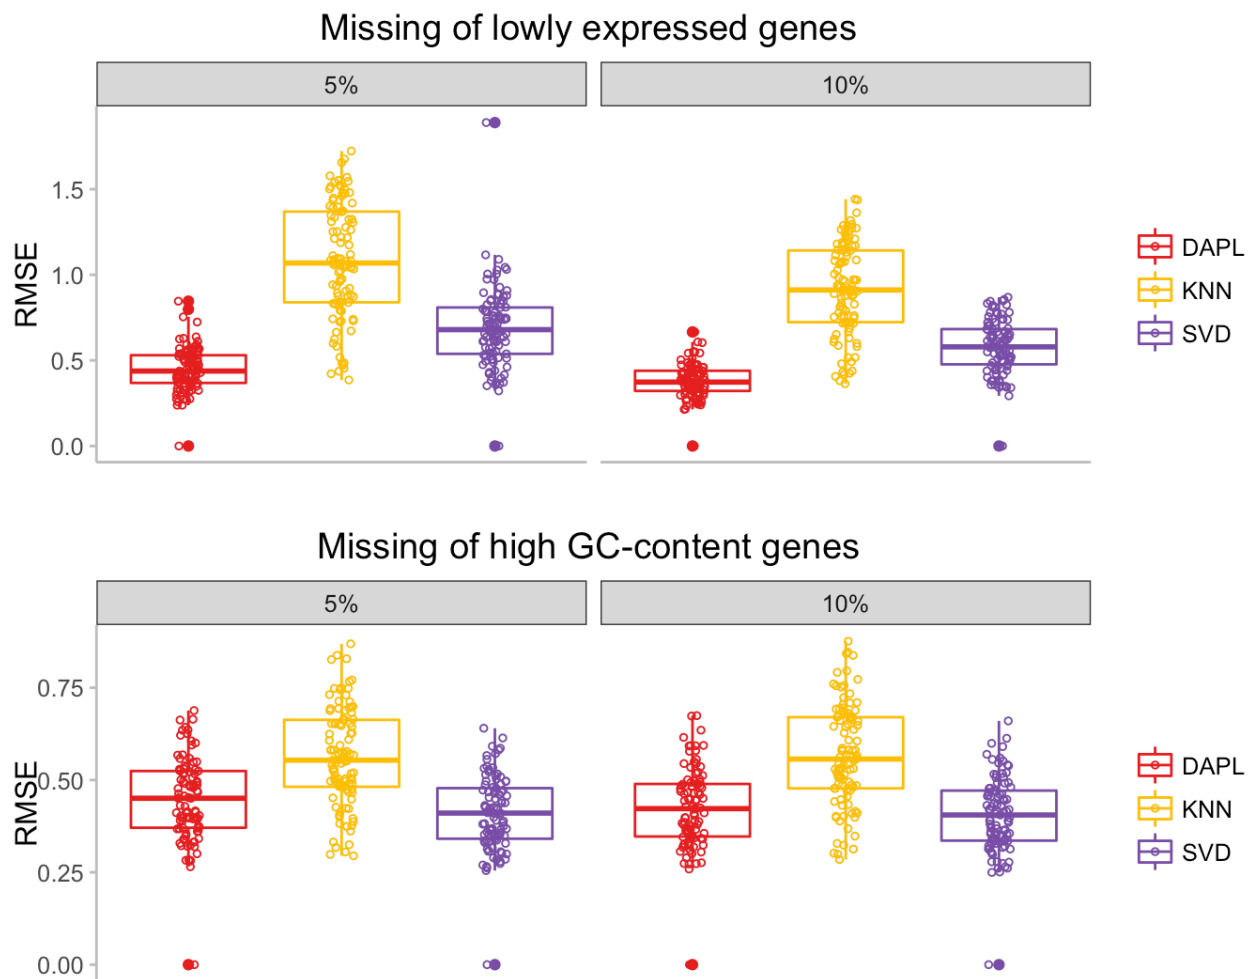 Missing of lowly expressed genes
5%
10%
RMSE
1.5
1.0
0.5
0.0
DAPL
KNN
SVD
Missing of high GC-content genes
5%
10%
RMSE
0.75
0.50
0.25
0.00
DAPL
KNN
SVD